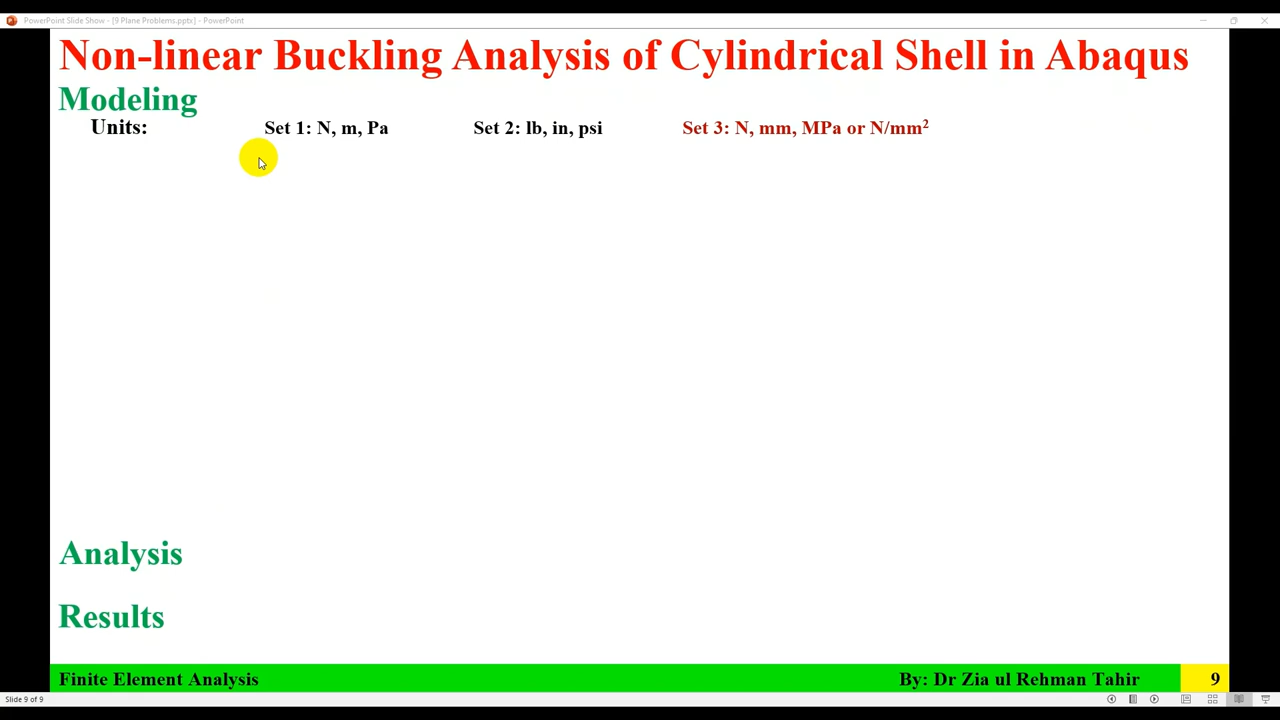 PowerPoint Slide Show - [9 Plane Problems.pptx] - PowerPoint
Non-linear Buckling Analysis of Cylindrical Shell in Abaqus
Modeling
Units: Set 1: N, m, Pa Set 2: lb, in, psi Set 3: N, mm, MPa or N/mm²
Analysis
Results
Finite Element Analysis By: Dr Zia ul Rehman Tahir 9
Slide 9 of 9